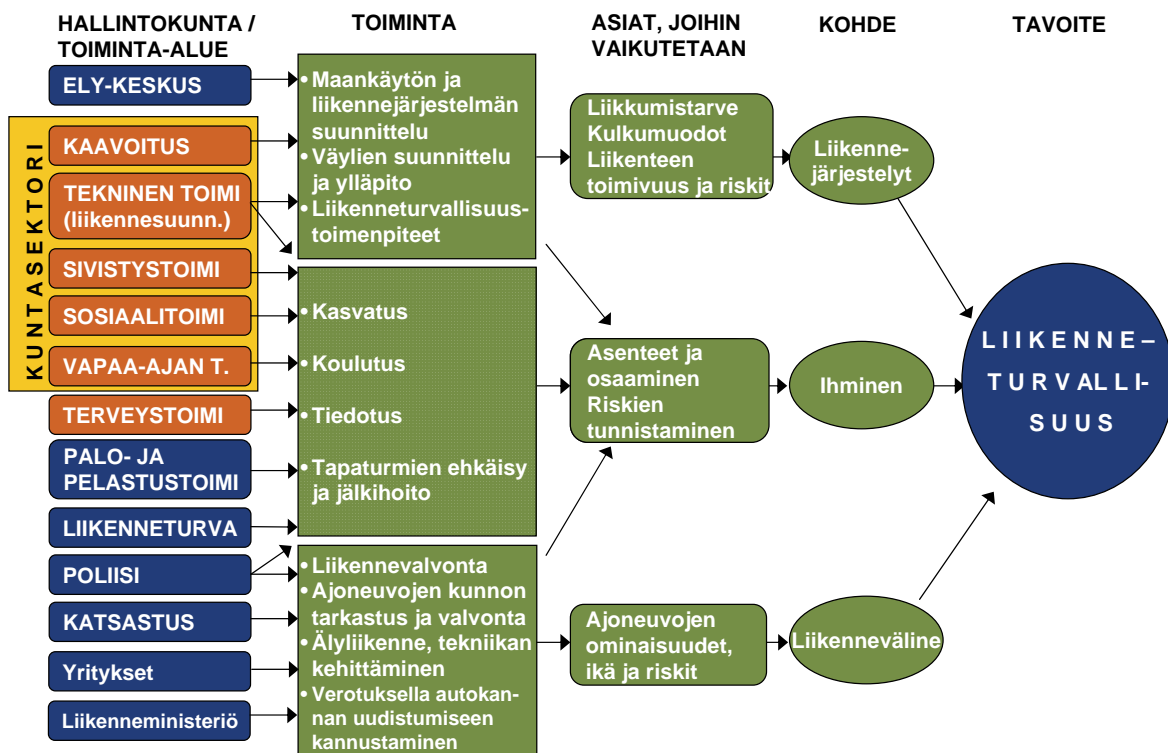 HALLINTOKUNTA /
TOIMINTA-ALUE
TOIMINTA
ASIAT, JOIHIN
VAIKUTETAAN
KOHDE
TAVOITE
KUNTASEKTORI
ELY-KESKUS
KAAVOITUS
TEKNINEN TOIMI
(liikennesuunn.)
SIVISTYSTOIMI
SOSIAALITOIMI
VAPAA-AJAN T.
TERVEYSTOIMI
PALO- JA
PELASTUSTOIMI
LIIKENNETURVA
POLIISI
KATSASTUS
Yritykset
Liikenneministeriö
• Maankäytön ja
liikennejärjestelmän
suunnittelu
• Väylien suunnittelu
ja ylläpito
• Liikenneturvallisuus-
toimenpiteet
• Kasvatus
• Koulutus
• Tiedotus
• Tapaturmien ehkäisy
ja jälkihoito
• Liikennevalvonta
• Ajoneuvojen kunnon
tarkastus ja valvonta
• Älyliikenne, tekniikan
kehittäminen
• Verotuksella autokan-
nan uudistumiseen
kannustaminen
Liikkumistarve
Kulkumuodot
Liikenteen
toimivuus ja riskit
Asenteet ja
osaaminen
Riskien
tunnistaminen
Ajoneuvojen
ominaisuudet,
ikä ja riskit
Liikenne-
järjestelyt
Ihminen
Liikenneväline
LIIKENNE–
TURVALLI-
SUUS